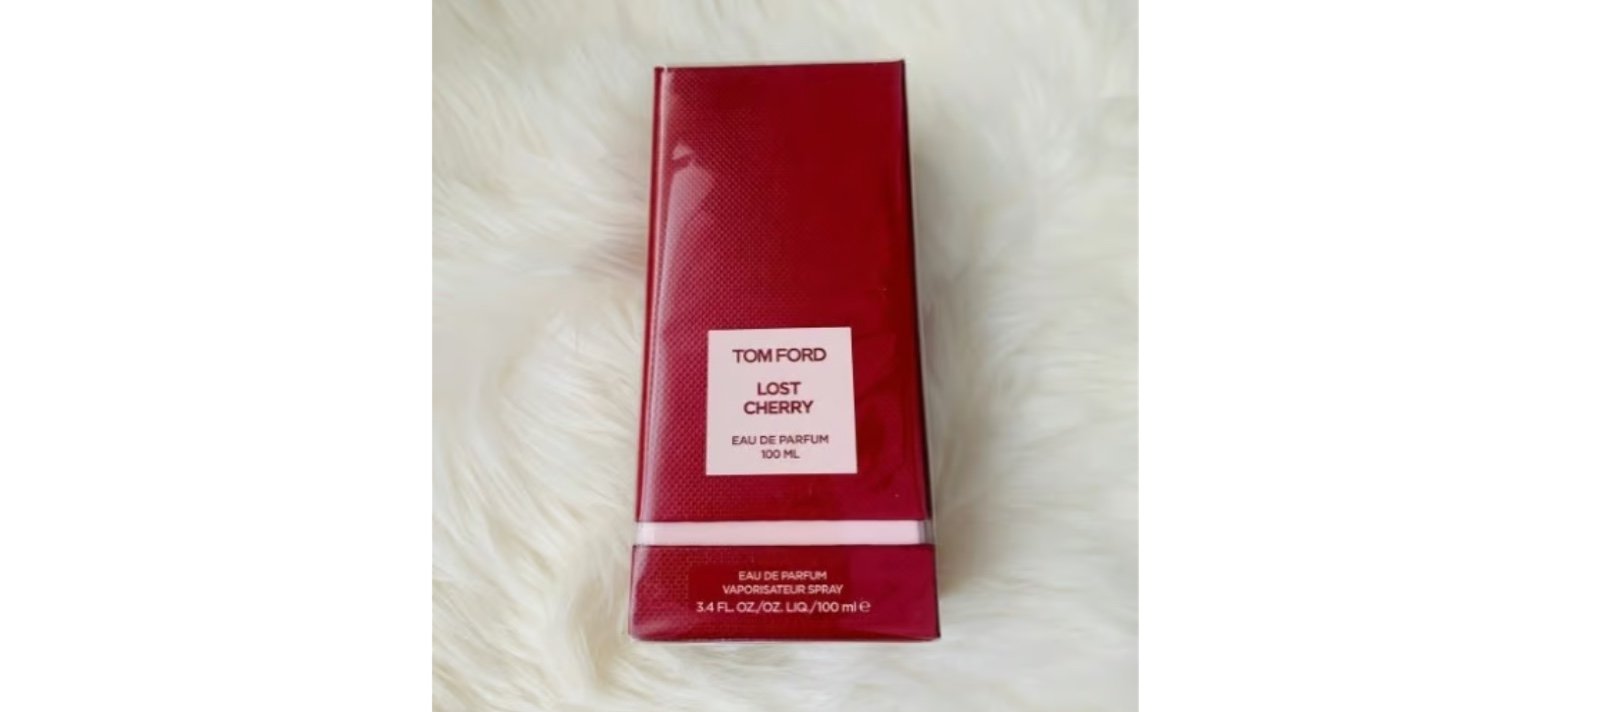 TOM FORD
LOST
CHERRY
EAU DE PARFUM
100 ML
EAU DE PARFUM
VAPORISATEUR SPRAY
3.4 FL. OZ./OZ. LIQ./100 ml ℮